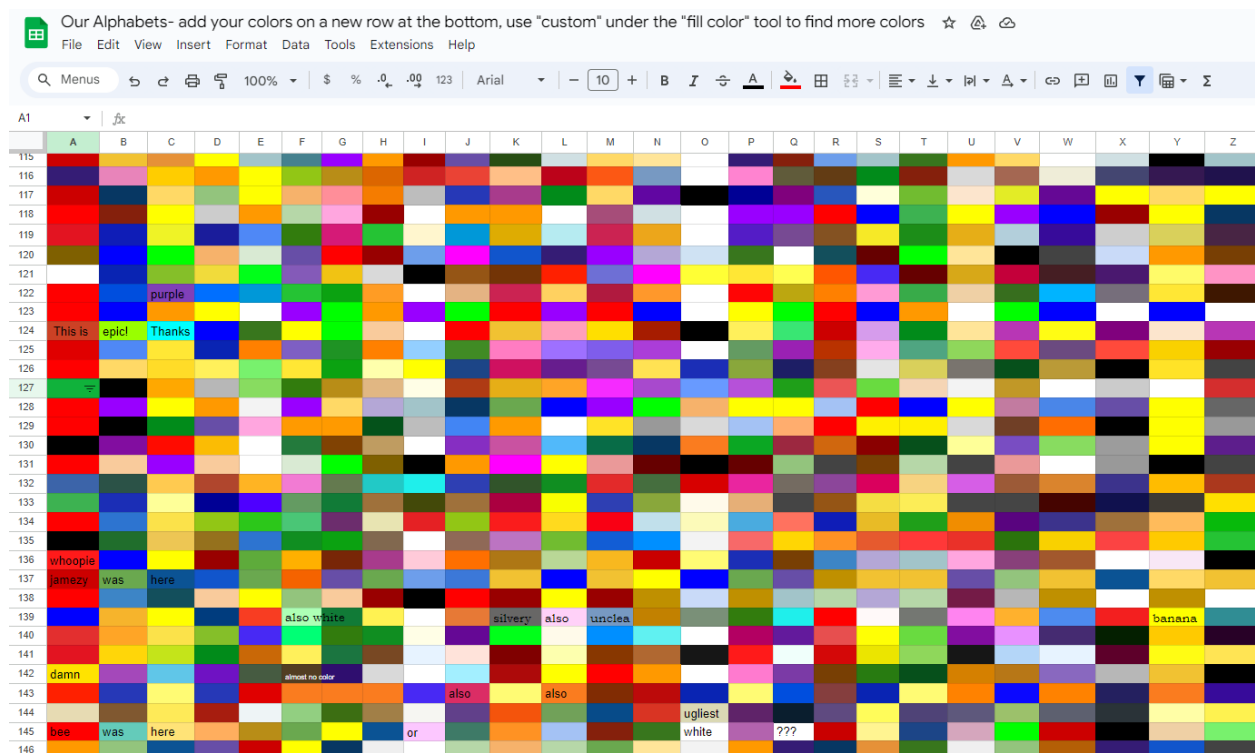 Our Alphabets- add your colors on a new row at the bottom, use "custom" under the "fill color" tool to find more colors
File Edit View Insert Format Data Tools Extensions Help
Menus 100% $ % .0 .00 123 Arial − 10 + B I S A A Σ
A1 fx
A B C D E F G H I J K L M N O P Q R S T U V W X Y Z
115
116
117
118
119
120
121
122 purple
123
124 This is epic! Thanks
125
126
127
128
129
130
131
132
133
134
135
136 whoopie
137 jamezy was here
138
139 also white silvery also unclea banana
140
141
142 damn almost no color
143 also also
144 ugliest
145 bee was here or white ???
146